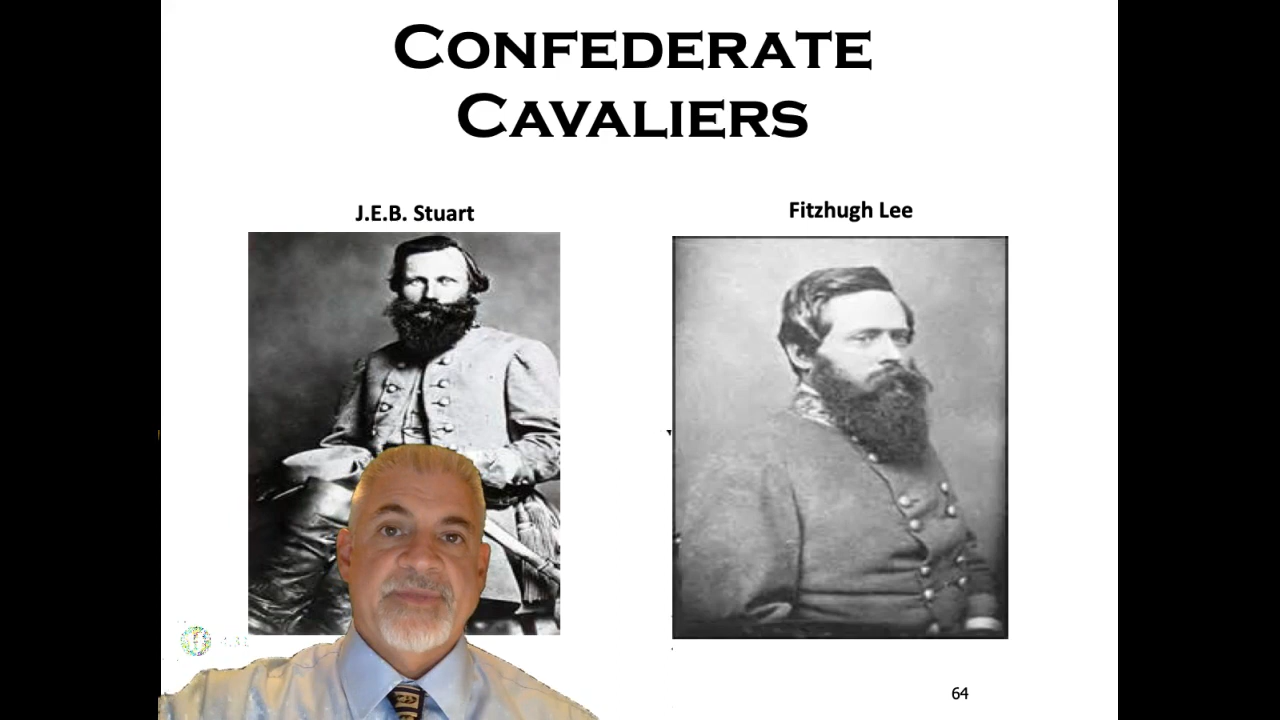 CONFEDERATE
CAVALIERS
J.E.B. Stuart
Fitzhugh Lee
64